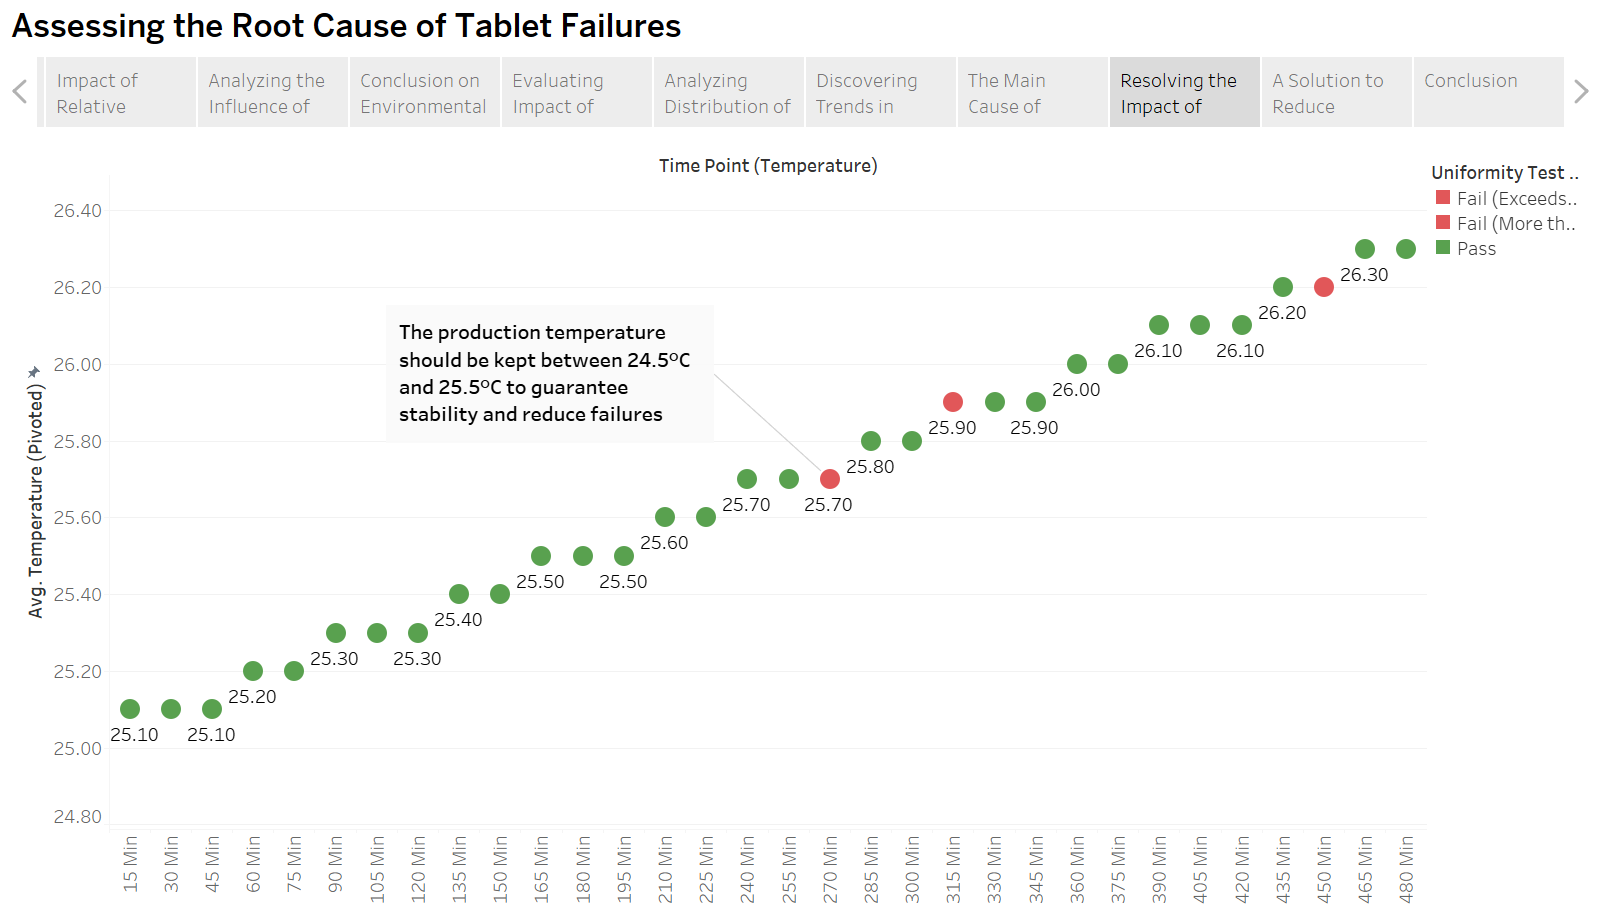 Assessing the Root Cause of Tablet Failures
Impact of
Relative
Analyzing the
Influence of
Conclusion on
Environmental
Evaluating
Impact of
Analyzing
Distribution of
Discovering
Trends in
The Main
Cause of
Resolving the
Impact of
A Solution to
Reduce
Conclusion
Time Point (Temperature)
Uniformity Test ..
Fail (Exceeds..
Fail (More th..
Pass
Avg. Temperature (Pivoted)
26.40
26.20
26.00
25.80
25.60
25.40
25.20
25.00
24.80
The production temperature
should be kept between 24.5ºC
and 25.5ºC to guarantee
stability and reduce failures
25.10
25.10
25.20
25.30
25.30
25.40
25.50
25.50
25.60
25.70
25.70
25.80
25.90
25.90
26.00
26.10
26.10
26.20
26.30
15 Min
30 Min
45 Min
60 Min
75 Min
90 Min
105 Min
120 Min
135 Min
150 Min
165 Min
180 Min
195 Min
210 Min
225 Min
240 Min
255 Min
270 Min
285 Min
300 Min
315 Min
330 Min
345 Min
360 Min
375 Min
390 Min
405 Min
420 Min
435 Min
450 Min
465 Min
480 Min